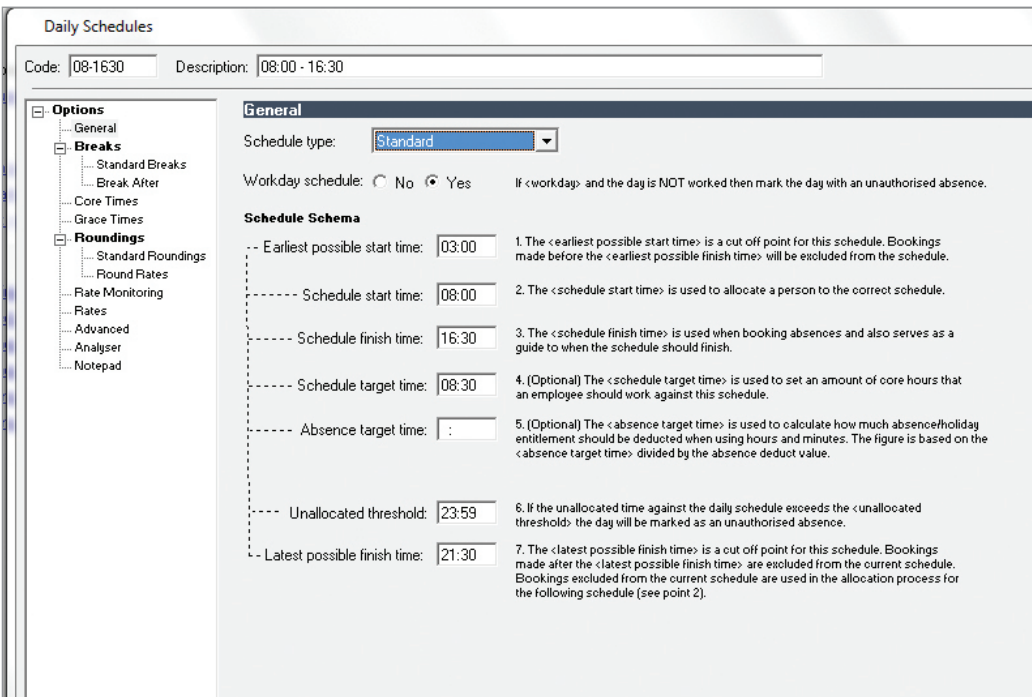 Daily Schedules
Code: 08-1630 Description: 08:00 - 16:30
Options
General
Breaks
Standard Breaks
Break After
Core Times
Grace Times
Roundings
Standard Roundings
Round Rates
Rate Monitoring
Rates
Advanced
Analyser
Notepad
General
Schedule type: Standard
Workday schedule: No Yes If <workday> and the day is NOT worked then mark the day with an unauthorised absence.
Schedule Schema
Earliest possible start time: 03:00
1. The <earliest possible start time> is a cut off point for this schedule. Bookings
made before the <earliest possible finish time> will be excluded from the schedule.
Schedule start time: 08:00
2. The <schedule start time> is used to allocate a person to the correct schedule.
Schedule finish time: 16:30
3. The <schedule finish time> is used when booking absences and also serves as a
guide to when the schedule should finish.
Schedule target time: 08:30
4. (Optional) The <schedule target time> is used to set an amount of core hours that
an employee should work against this schedule.
Absence target time: :
5. (Optional) The <absence target time> is used to calculate how much absence/holiday
entitlement should be deducted when using hours and minutes. The figure is based on the
<absence target time> divided by the absence deduct value.
Unallocated threshold: 23:59
6. If the unallocated time against the daily schedule exceeds the <unallocated
threshold> the day will be marked as an unauthorised absence.
Latest possible finish time: 21:30
7. The <latest possible finish time> is a cut off point for this schedule. Bookings
made after the <latest possible finish time> are excluded from the current schedule.
Bookings excluded from the current schedule are used in the allocation process for
the following schedule (see point 2).